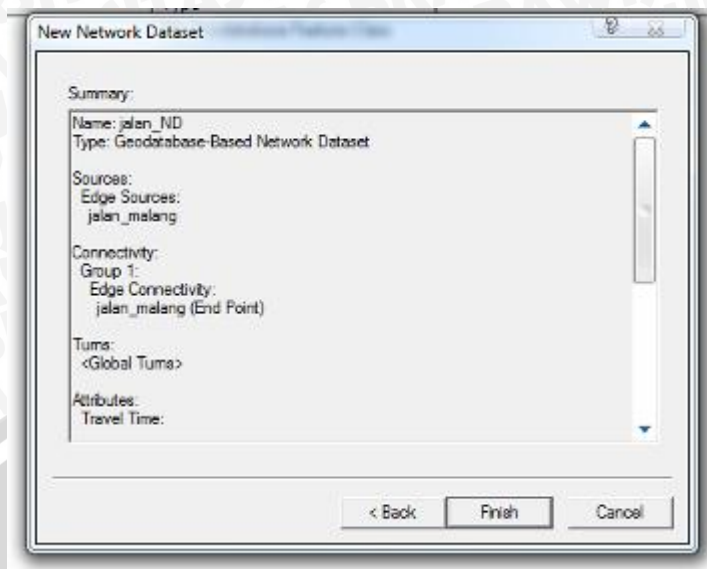 New Network Dataset
Summary:
Name: jalan_ND
Type: Geodatabase-Based Network Dataset
Sources:
Edge Sources:
jalan_malang
Connectivity:
Group 1:
Edge Connectivity:
jalan_malang (End Point)
Turns:
<Global Turns>
Attributes:
Travel Time:
< Back
Finish
Cancel